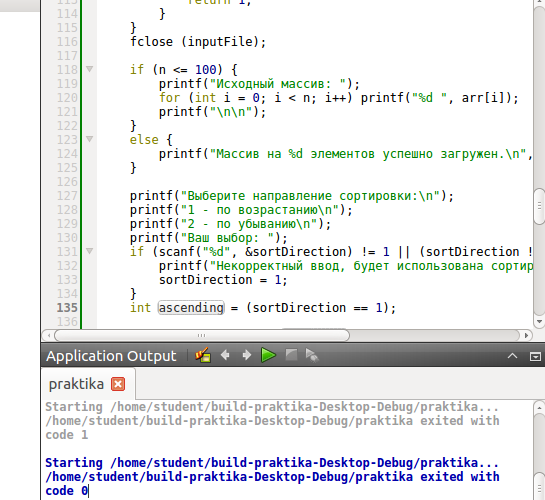 113 return 1;
114 }
115 }
116 fclose (inputFile);
117
118 if (n <= 100) {
119 printf("Исходный массив: ");
120 for (int i = 0; i < n; i++) printf("%d ", arr[i]);
121 printf("\n\n");
122 }
123 else {
124 printf("Массив на %d элементов успешно загружен.\n",
125 }
126
127 printf("Выберите направление сортировки:\n");
128 printf("1 - по возрастанию\n");
129 printf("2 - по убыванию\n");
130 printf("Ваш выбор: ");
131 if (scanf("%d", &sortDirection) != 1 || (sortDirection !
132 printf("Некорректный ввод, будет использована сортир
133 sortDirection = 1;
134 }
135 int ascending = (sortDirection == 1);
136
Application Output
praktika
Starting /home/student/build-praktika-Desktop-Debug/praktika...
/home/student/build-praktika-Desktop-Debug/praktika exited with
code 1
Starting /home/student/build-praktika-Desktop-Debug/praktika...
/home/student/build-praktika-Desktop-Debug/praktika exited with
code 0